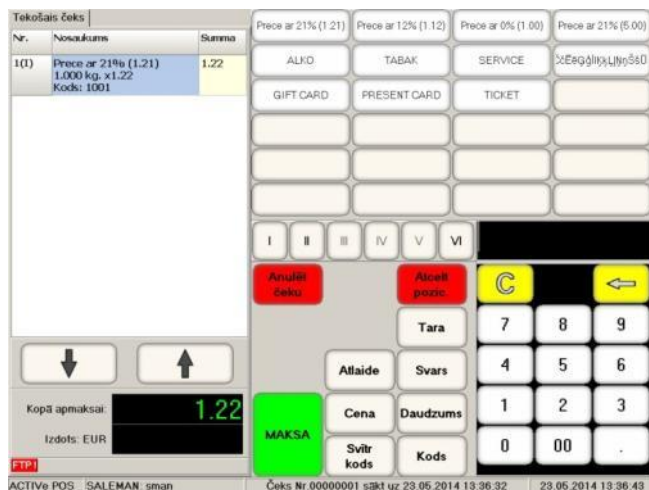 Tekošais čeks
Nr. Nosaukums Summa
1(I) Prece ar 21% (1.21) 1.22
1.000 kg. x1.22
Kods: 1001
Prece ar 21% (1.21) Prece ar 12% (1.12) Prece ar 0% (1.00) Prece ar 21% (5.00)
ALKO TABAK SERVICE
GIFT CARD PRESENT CARD TICKET
I II III IV V VI
Anulēt čeku
Atcelt pozic.
C
Tara 7 8 9
Atlaide Svars 4 5 6
Cena Daudzums 1 2 3
MAKSA
Svītr kods
Kods 0 00 .
Kopā apmaksai: 1.22
Izdots: EUR
FTP!
ACTIVe POS SALEMAN: sman Čeks Nr.00000001 sākt uz 23.05.2014 13:36:32 23.05.2014 13:36:43